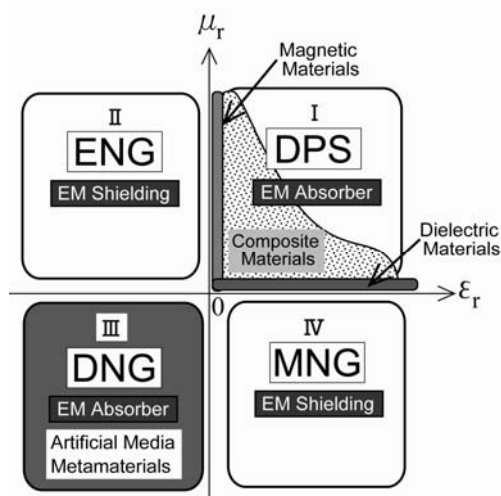 μr
Magnetic
Materials
II
ENG
EM Shielding
I
DPS
EM Absorber
Composite
Materials
Dielectric
Materials
0
εr
III
DNG
EM Absorber
Artificial Media
Metamaterials
IV
MNG
EM Shielding